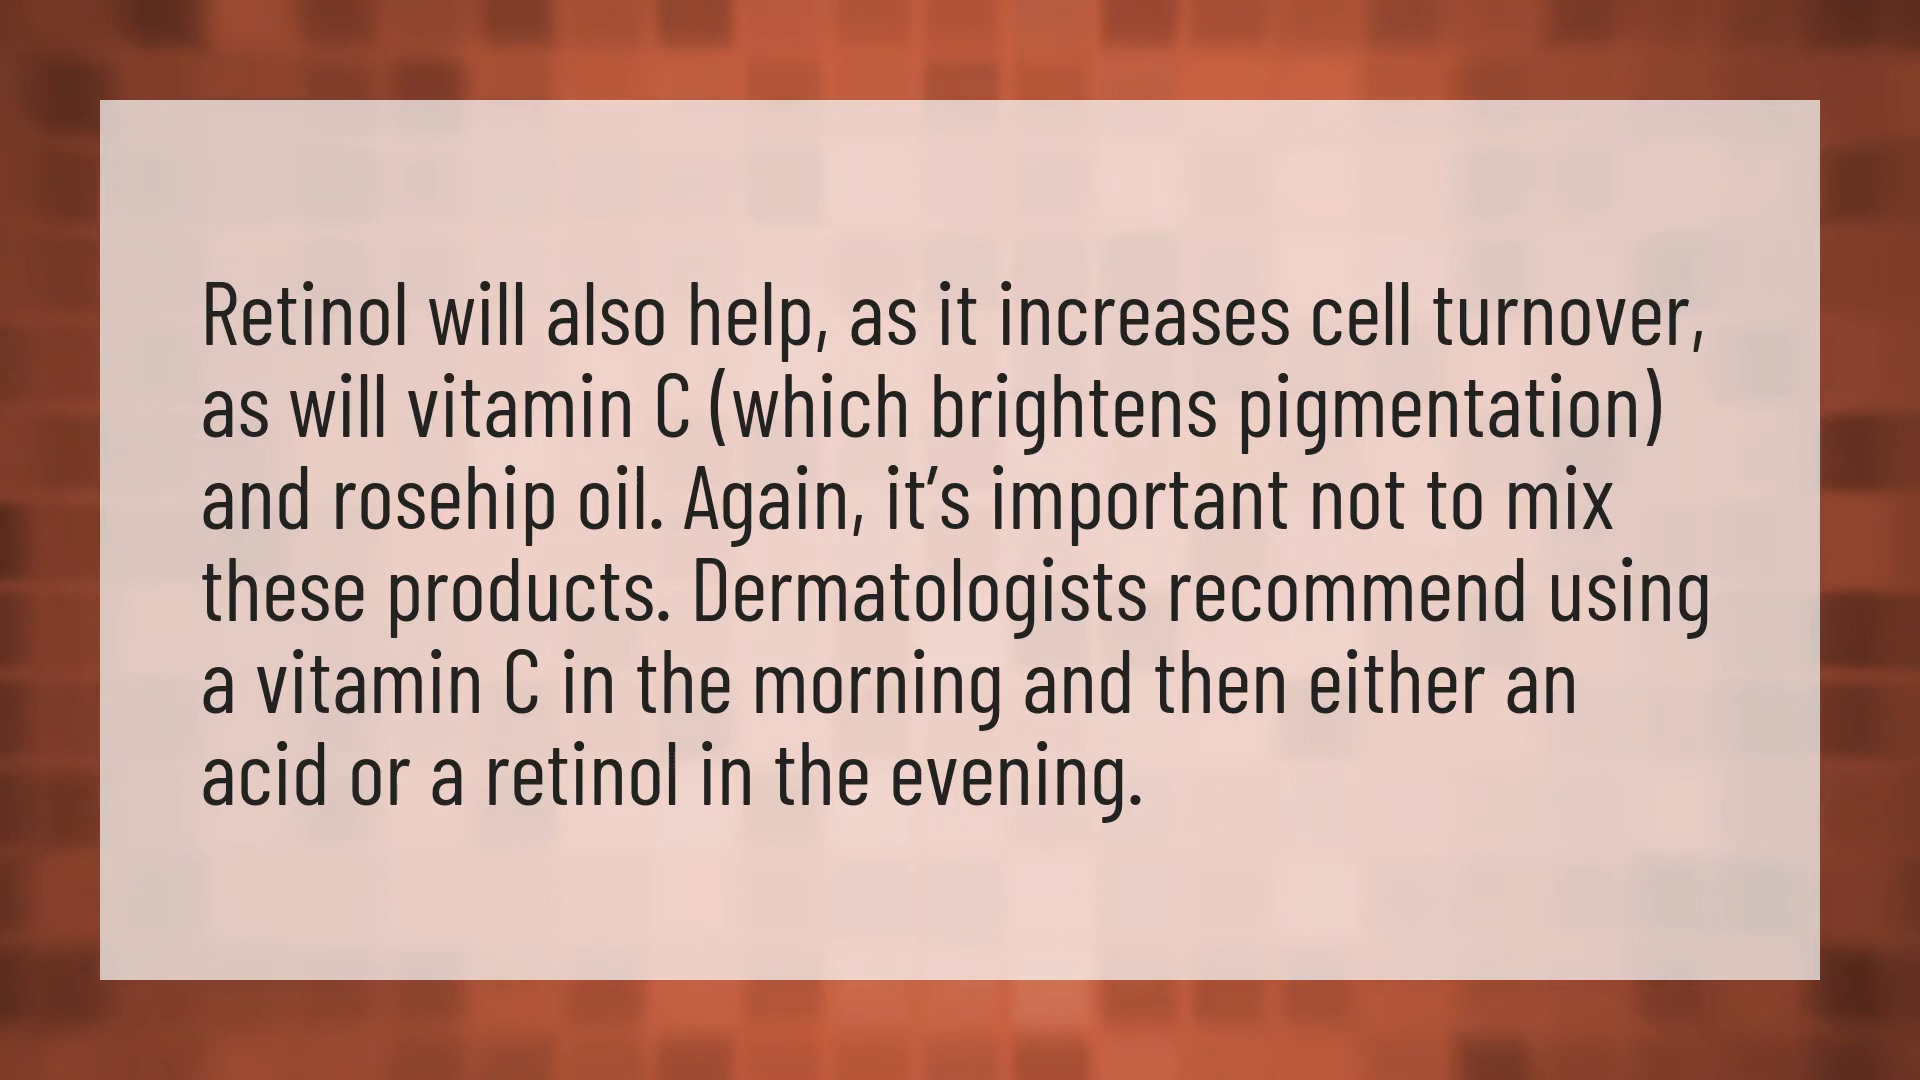 Retinol will also help, as it increases cell turnover,
as will vitamin C (which brightens pigmentation)
and rosehip oil. Again, it’s important not to mix
these products. Dermatologists recommend using
a vitamin C in the morning and then either an
acid or a retinol in the evening.